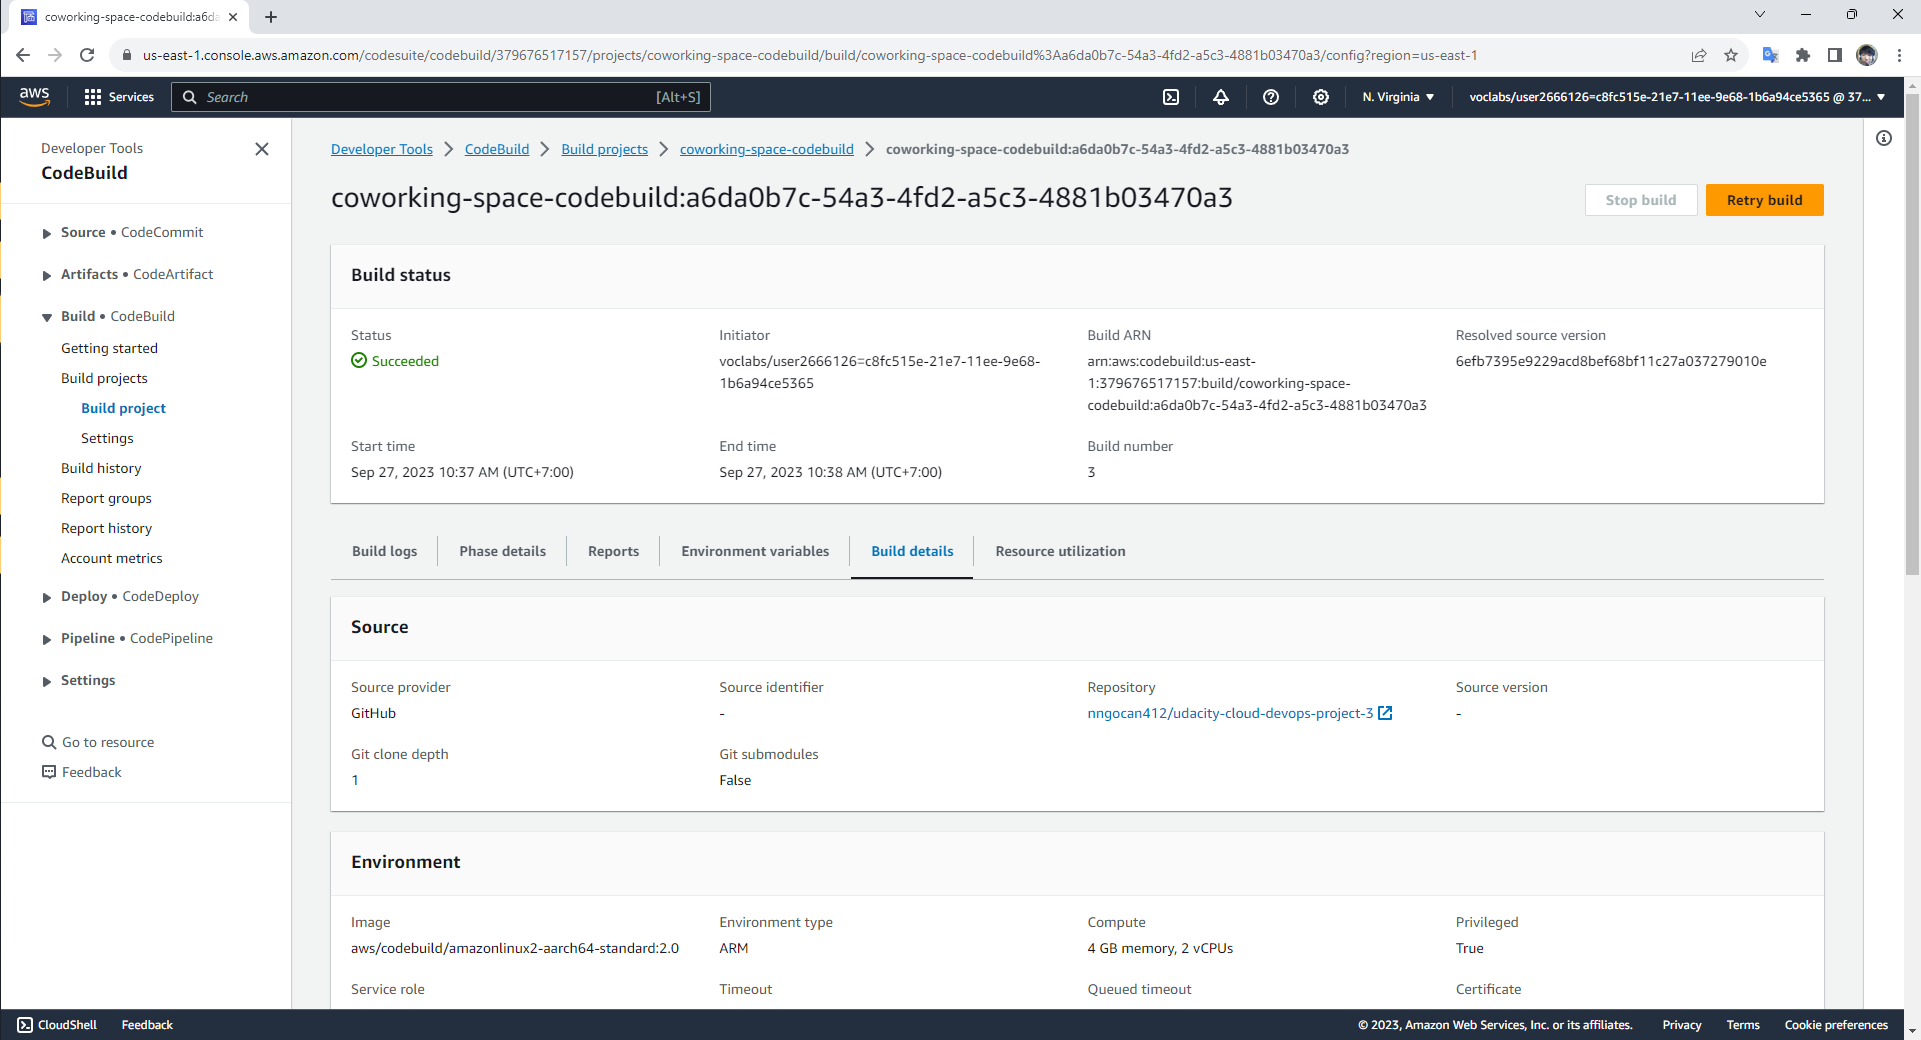 coworking-space-codebuild:a6da
us-east-1.console.aws.amazon.com/codesuite/codebuild/379676517157/projects/coworking-space-codebuild/build/coworking-space-codebuild%3Aa6da0b7c-54a3-4fd2-a5c3-4881b03470a3/config?region=us-east-1
aws Services Search [Alt+S] N. Virginia voclabs/user2666126=c8fc515e-21e7-11ee-9e68-1b6a94ce5365 @ 37...
Developer Tools
CodeBuild
Source • CodeCommit
Artifacts • CodeArtifact
Build • CodeBuild
Getting started
Build projects
Build project
Settings
Build history
Report groups
Report history
Account metrics
Deploy • CodeDeploy
Pipeline • CodePipeline
Settings
Go to resource
Feedback
Developer Tools CodeBuild Build projects coworking-space-codebuild coworking-space-codebuild:a6da0b7c-54a3-4fd2-a5c3-4881b03470a3
coworking-space-codebuild:a6da0b7c-54a3-4fd2-a5c3-4881b03470a3
Stop build Retry build
Build status
Status
Succeeded
Initiator
voclabs/user2666126=c8fc515e-21e7-11ee-9e68-
1b6a94ce5365
Build ARN
arn:aws:codebuild:us-east-
1:379676517157:build/coworking-space-
codebuild:a6da0b7c-54a3-4fd2-a5c3-4881b03470a3
Resolved source version
6efb7395e9229acd8bef68bf11c27a037279010e
Start time
Sep 27, 2023 10:37 AM (UTC+7:00)
End time
Sep 27, 2023 10:38 AM (UTC+7:00)
Build number
3
Build logs Phase details Reports Environment variables Build details Resource utilization
Source
Source provider
GitHub
Source identifier
-
Repository
nngocan412/udacity-cloud-devops-project-3
Source version
-
Git clone depth
1
Git submodules
False
Environment
Image
aws/codebuild/amazonlinux2-aarch64-standard:2.0
Environment type
ARM
Compute
4 GB memory, 2 vCPUs
Privileged
True
Service role
Timeout
Queued timeout
Certificate
CloudShell Feedback © 2023, Amazon Web Services, Inc. or its affiliates. Privacy Terms Cookie preferences